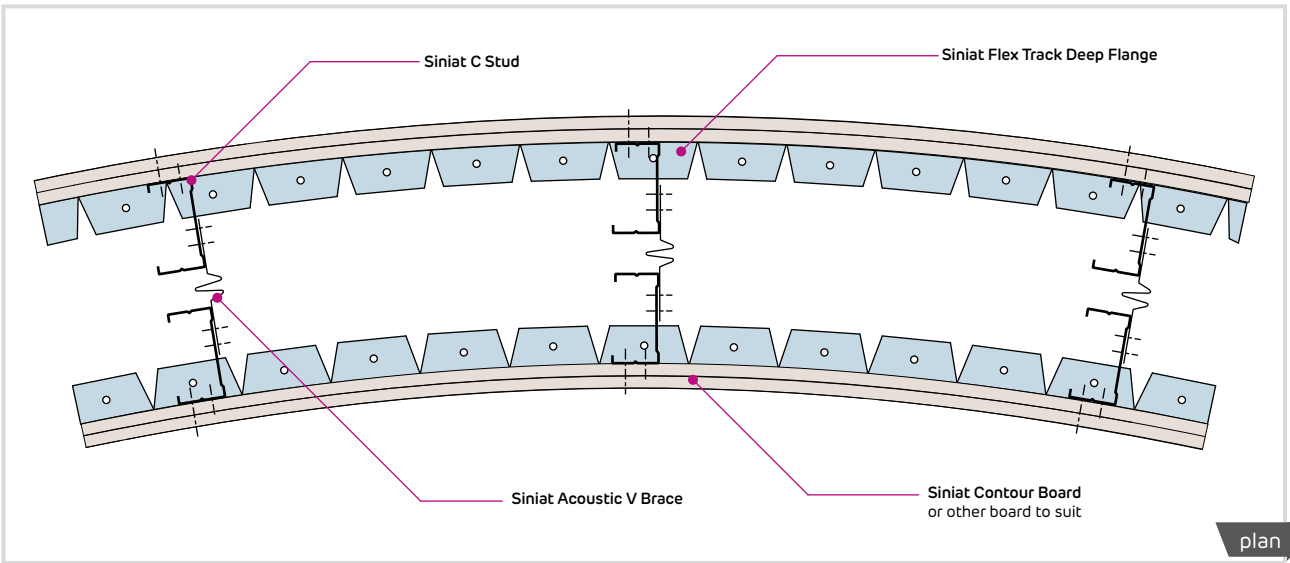 Siniat C Stud
Siniat Flex Track Deep Flange
Siniat Acoustic V Brace
Siniat Contour Board
or other board to suit
plan